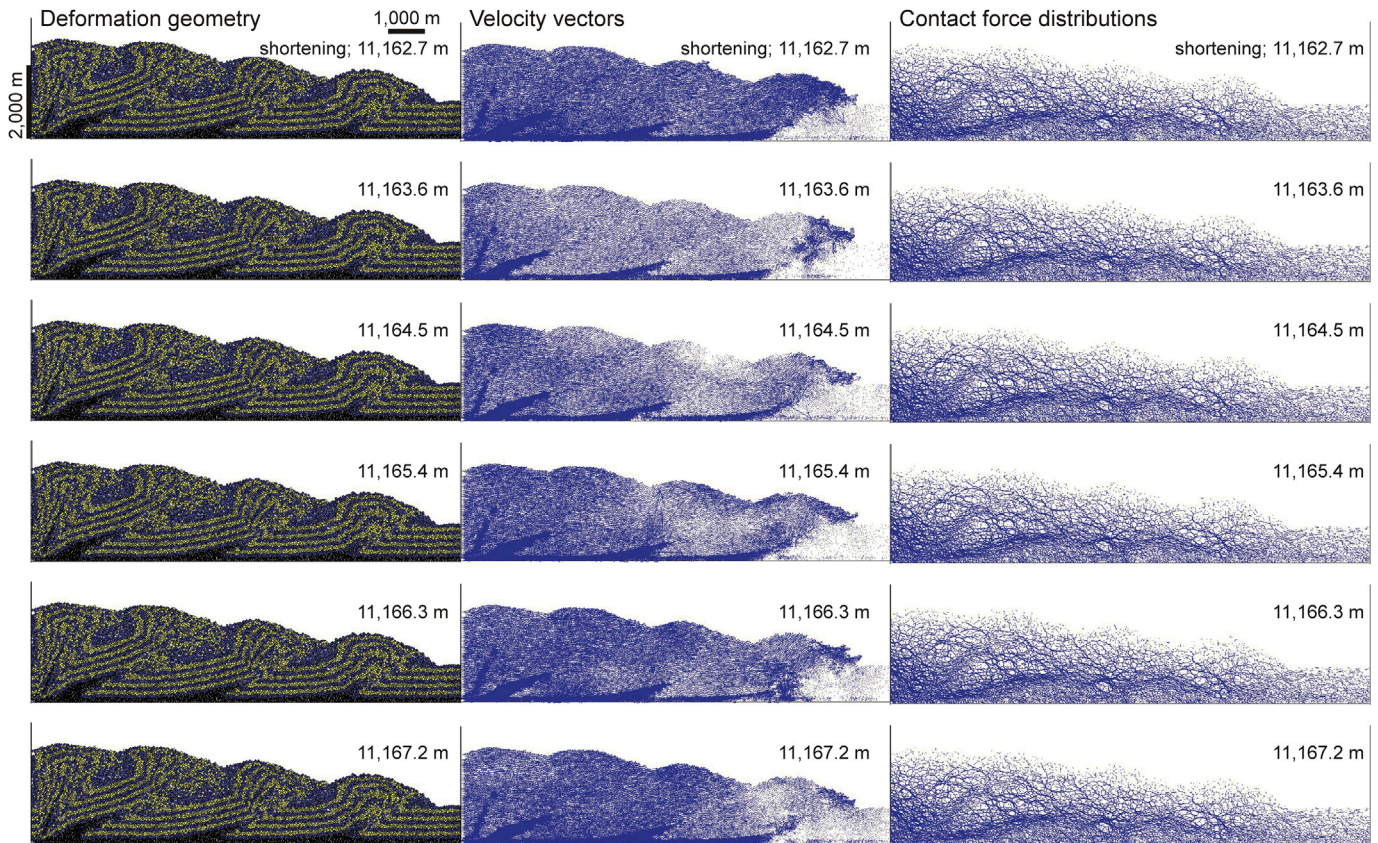 Deformation geometry
1,000 m
Velocity vectors
Contact force distributions
shortening; 11,162.7 m
shortening; 11,162.7 m
shortening; 11,162.7 m
2,000 m
11,163.6 m
11,163.6 m
11,163.6 m
11,164.5 m
11,164.5 m
11,164.5 m
11,165.4 m
11,165.4 m
11,165.4 m
11,166.3 m
11,166.3 m
11,166.3 m
11,167.2 m
11,167.2 m
11,167.2 m